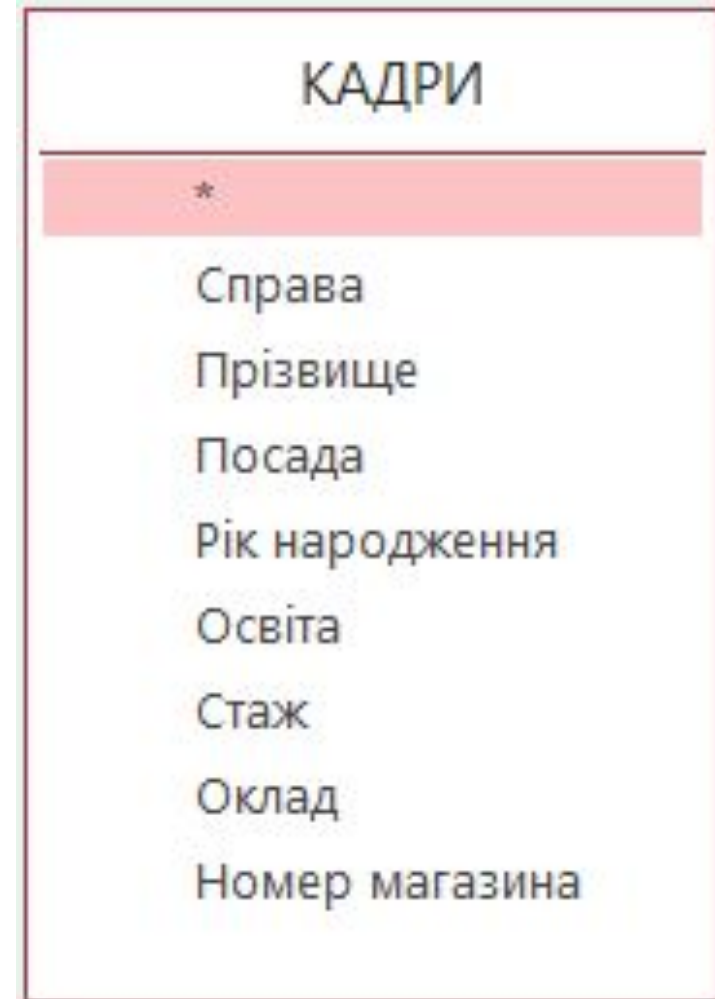 КАДРИ
*
Справа
Прізвище
Посада
Рік народження
Освіта
Стаж
Оклад
Номер магазина